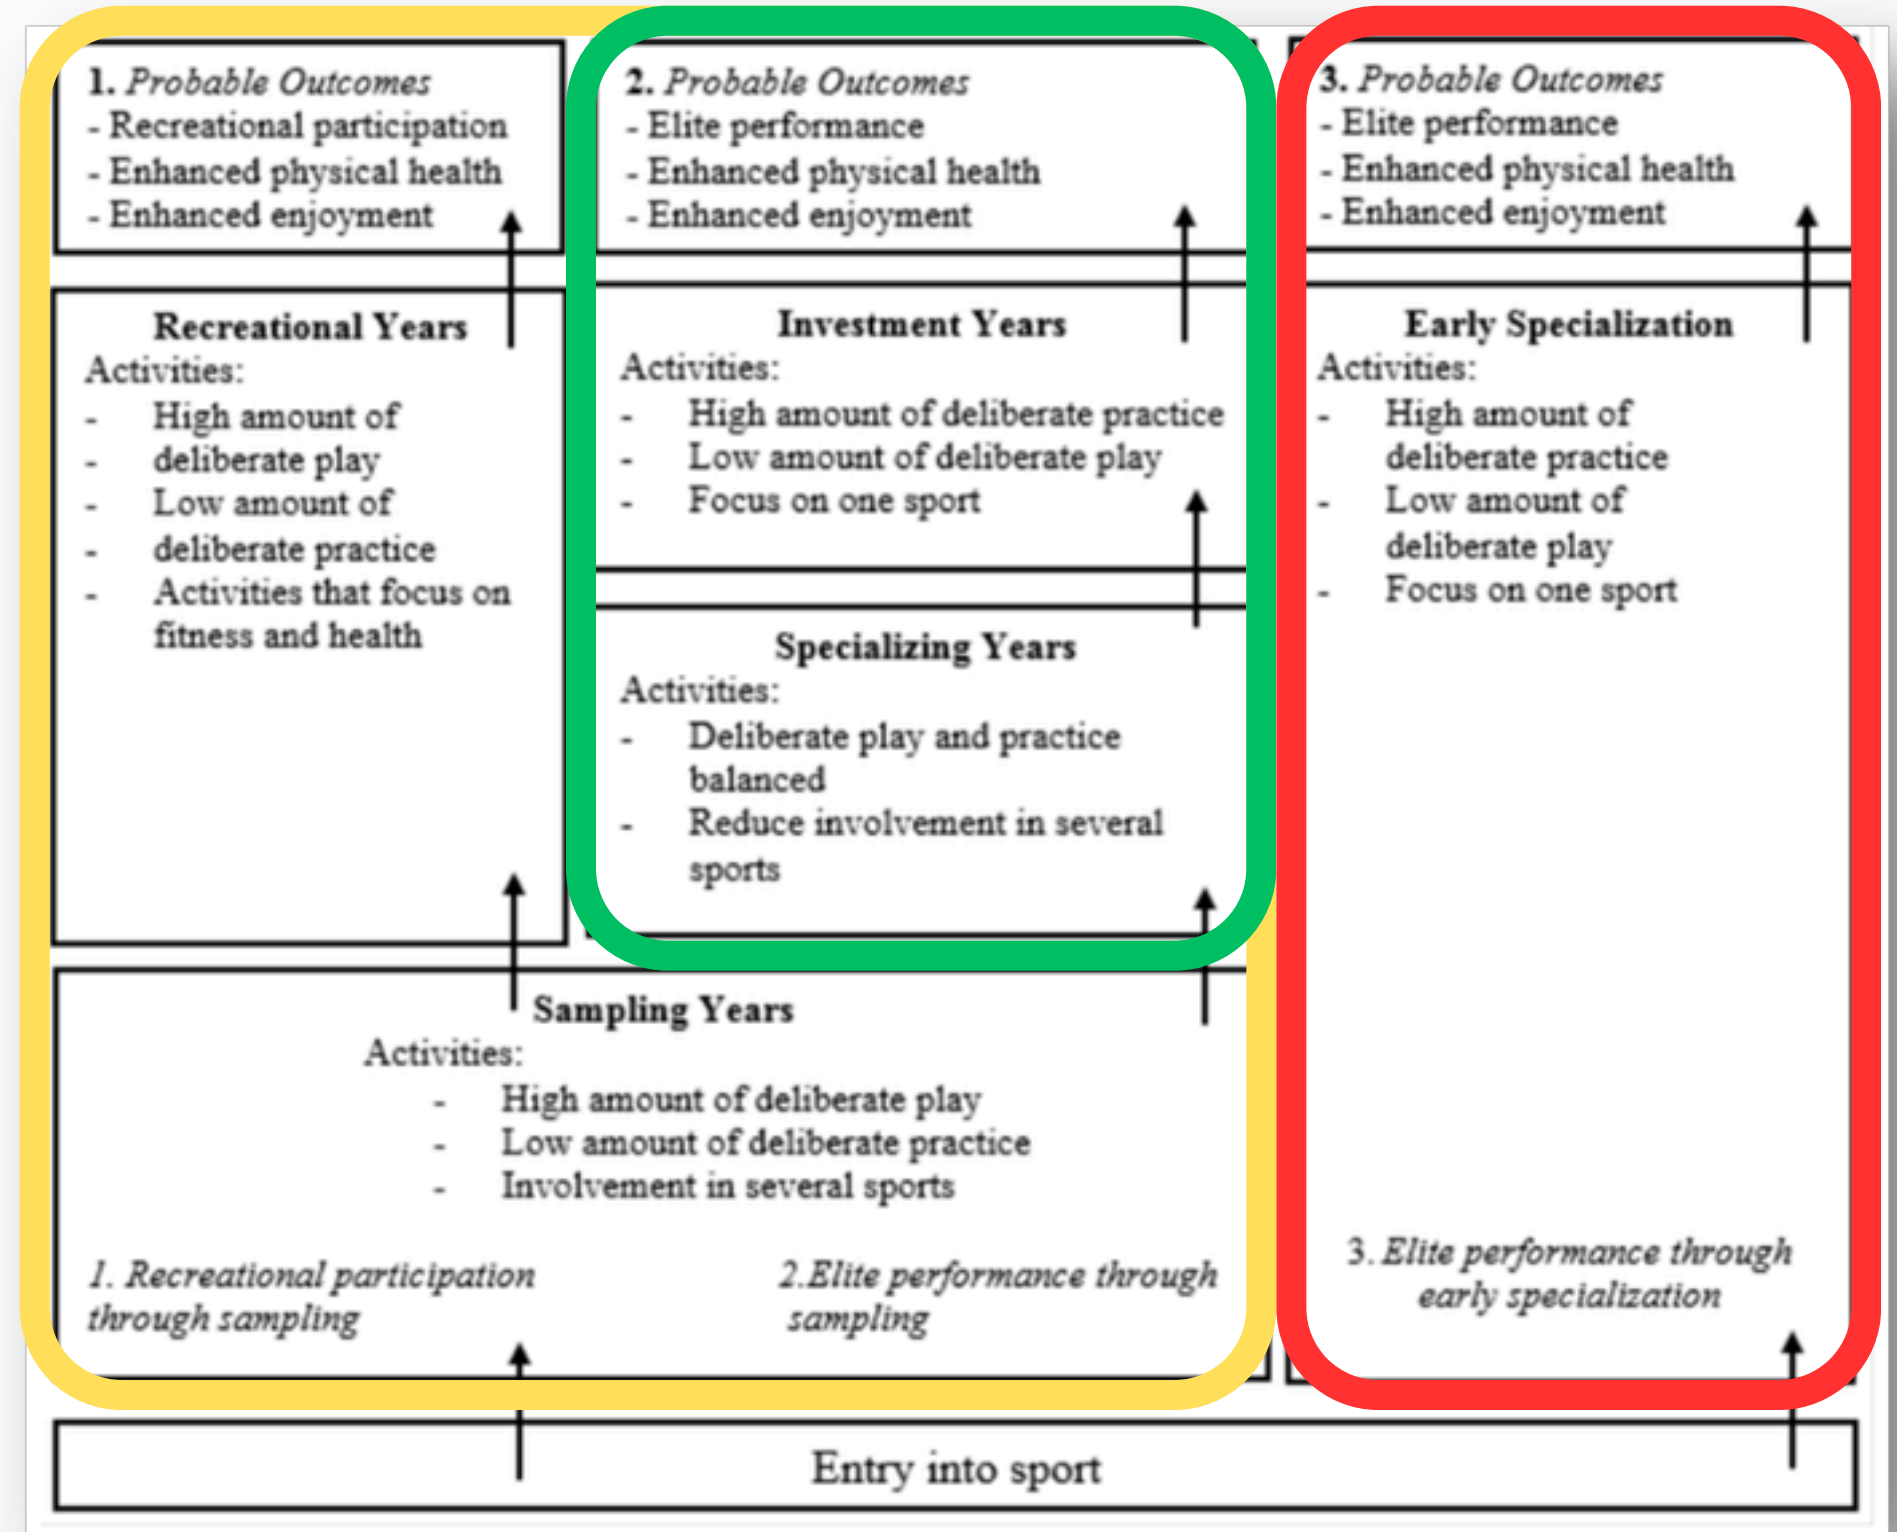 1. Probable Outcomes
- Recreational participation
- Enhanced physical health
- Enhanced enjoyment
2. Probable Outcomes
- Elite performance
- Enhanced physical health
- Enhanced enjoyment
3. Probable Outcomes
- Elite performance
- Enhanced physical health
- Enhanced enjoyment
Recreational Years
Activities:
- High amount of
- deliberate play
- Low amount of
- deliberate practice
- Activities that focus on
fitness and health
Investment Years
Activities:
- High amount of deliberate practice
- Low amount of deliberate play
- Focus on one sport
Specializing Years
Activities:
- Deliberate play and practice
balanced
- Reduce involvement in several
sports
Early Specialization
Activities:
- High amount of
deliberate practice
- Low amount of
deliberate play
- Focus on one sport
Sampling Years
Activities:
- High amount of deliberate play
- Low amount of deliberate practice
- Involvement in several sports
1. Recreational participation
through sampling
2.Elite performance through
sampling
3. Elite performance through
early specialization
Entry into sport